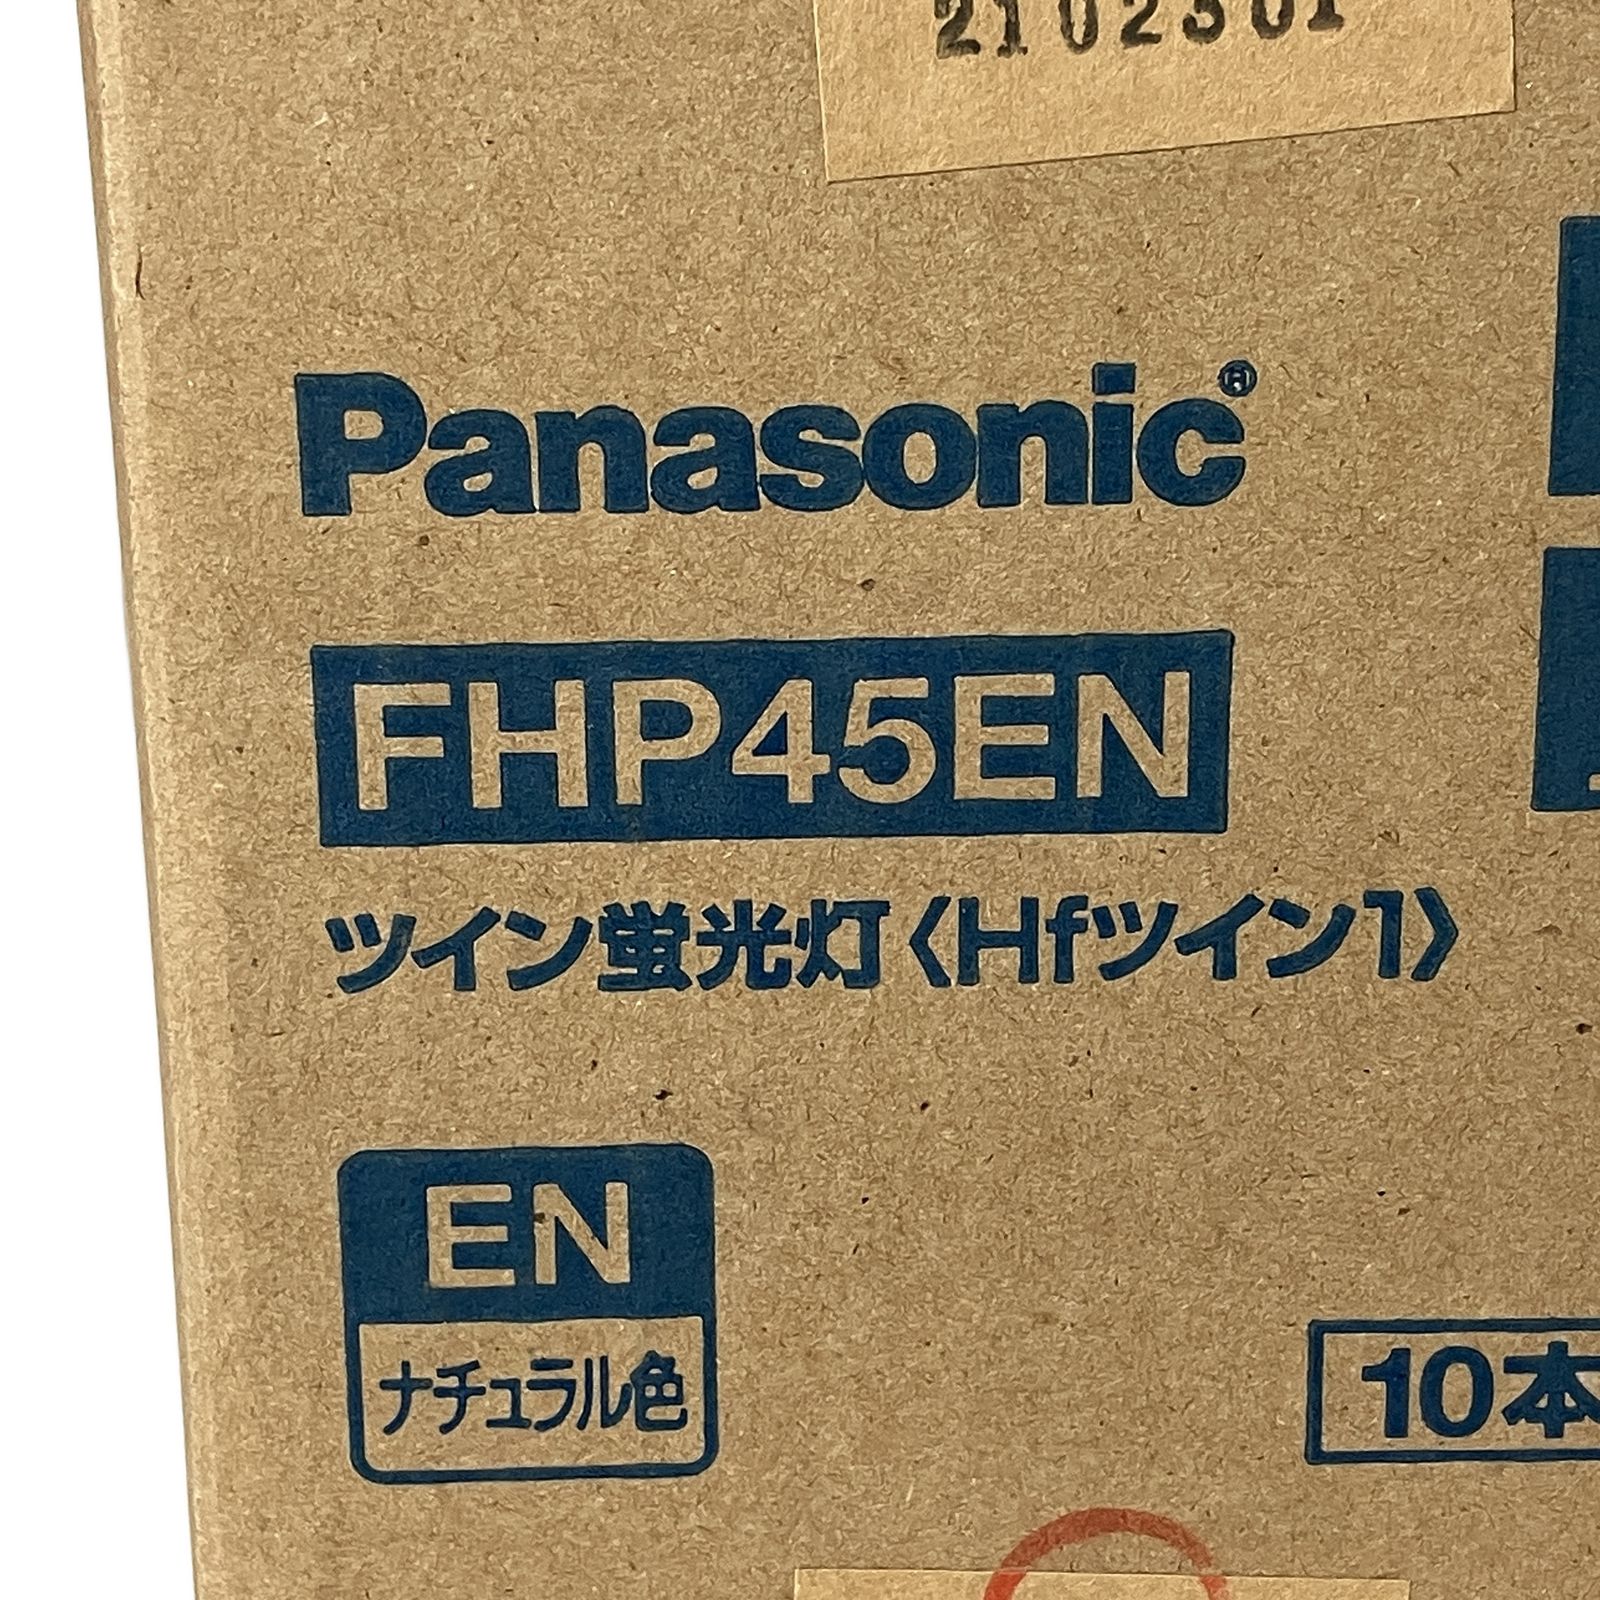 2102301
Panasonic®
FHP45EN
ツイン蛍光灯〈Hfツイン1〉
EN
ナチュラル色
10本